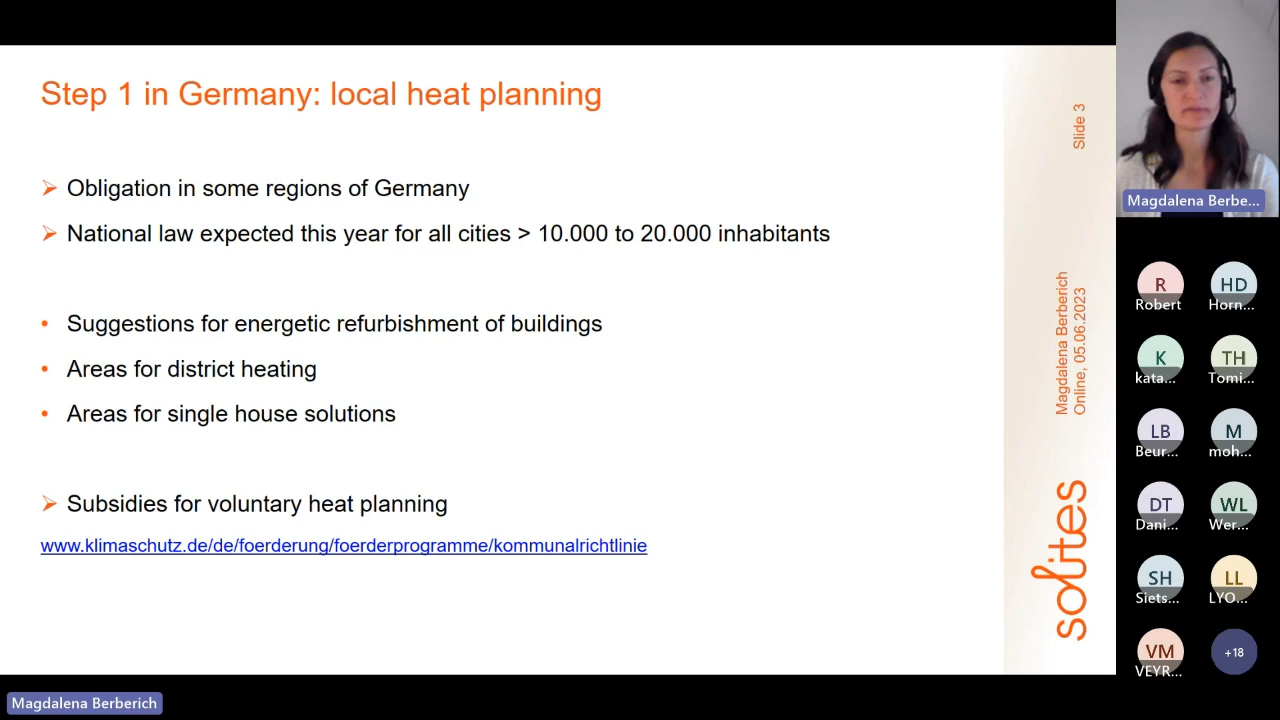 Step 1 in Germany: local heat planning
Obligation in some regions of Germany
National law expected this year for all cities > 10.000 to 20.000 inhabitants
Suggestions for energetic refurbishment of buildings
Areas for district heating
Areas for single house solutions
Subsidies for voluntary heat planning
www.klimaschutz.de/de/foerderung/foerderprogramme/kommunalrichtlinie
Slide 3
Magdalena Berberich
Online, 05.06.2023
solites
Magdalena Berbe...
R
HD
Robert
Horn...
K
TH
kata...
Tomi...
LB
M
Beur...
moh...
DT
WL
Dani...
Wer...
SH
LL
Siets...
LYO...
VM
+18
VEYR...
Magdalena Berberich